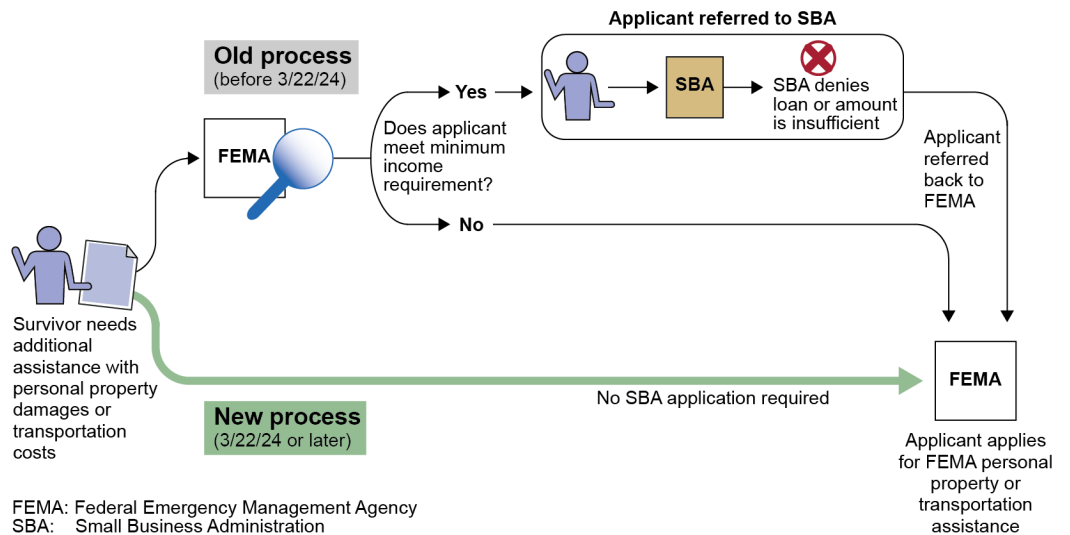 Applicant referred to SBA
Old process
(before 3/22/24)
FEMA
Does applicant
meet minimum
income
requirement?
Yes
No
SBA
SBA denies
loan or amount
is insufficient
Applicant
referred
back to
FEMA
Survivor needs
additional
assistance with
personal property
damages or
transportation
costs
New process
(3/22/24 or later)
No SBA application required
FEMA
Applicant applies
for FEMA personal
property or
transportation
assistance
FEMA: Federal Emergency Management Agency
SBA: Small Business Administration